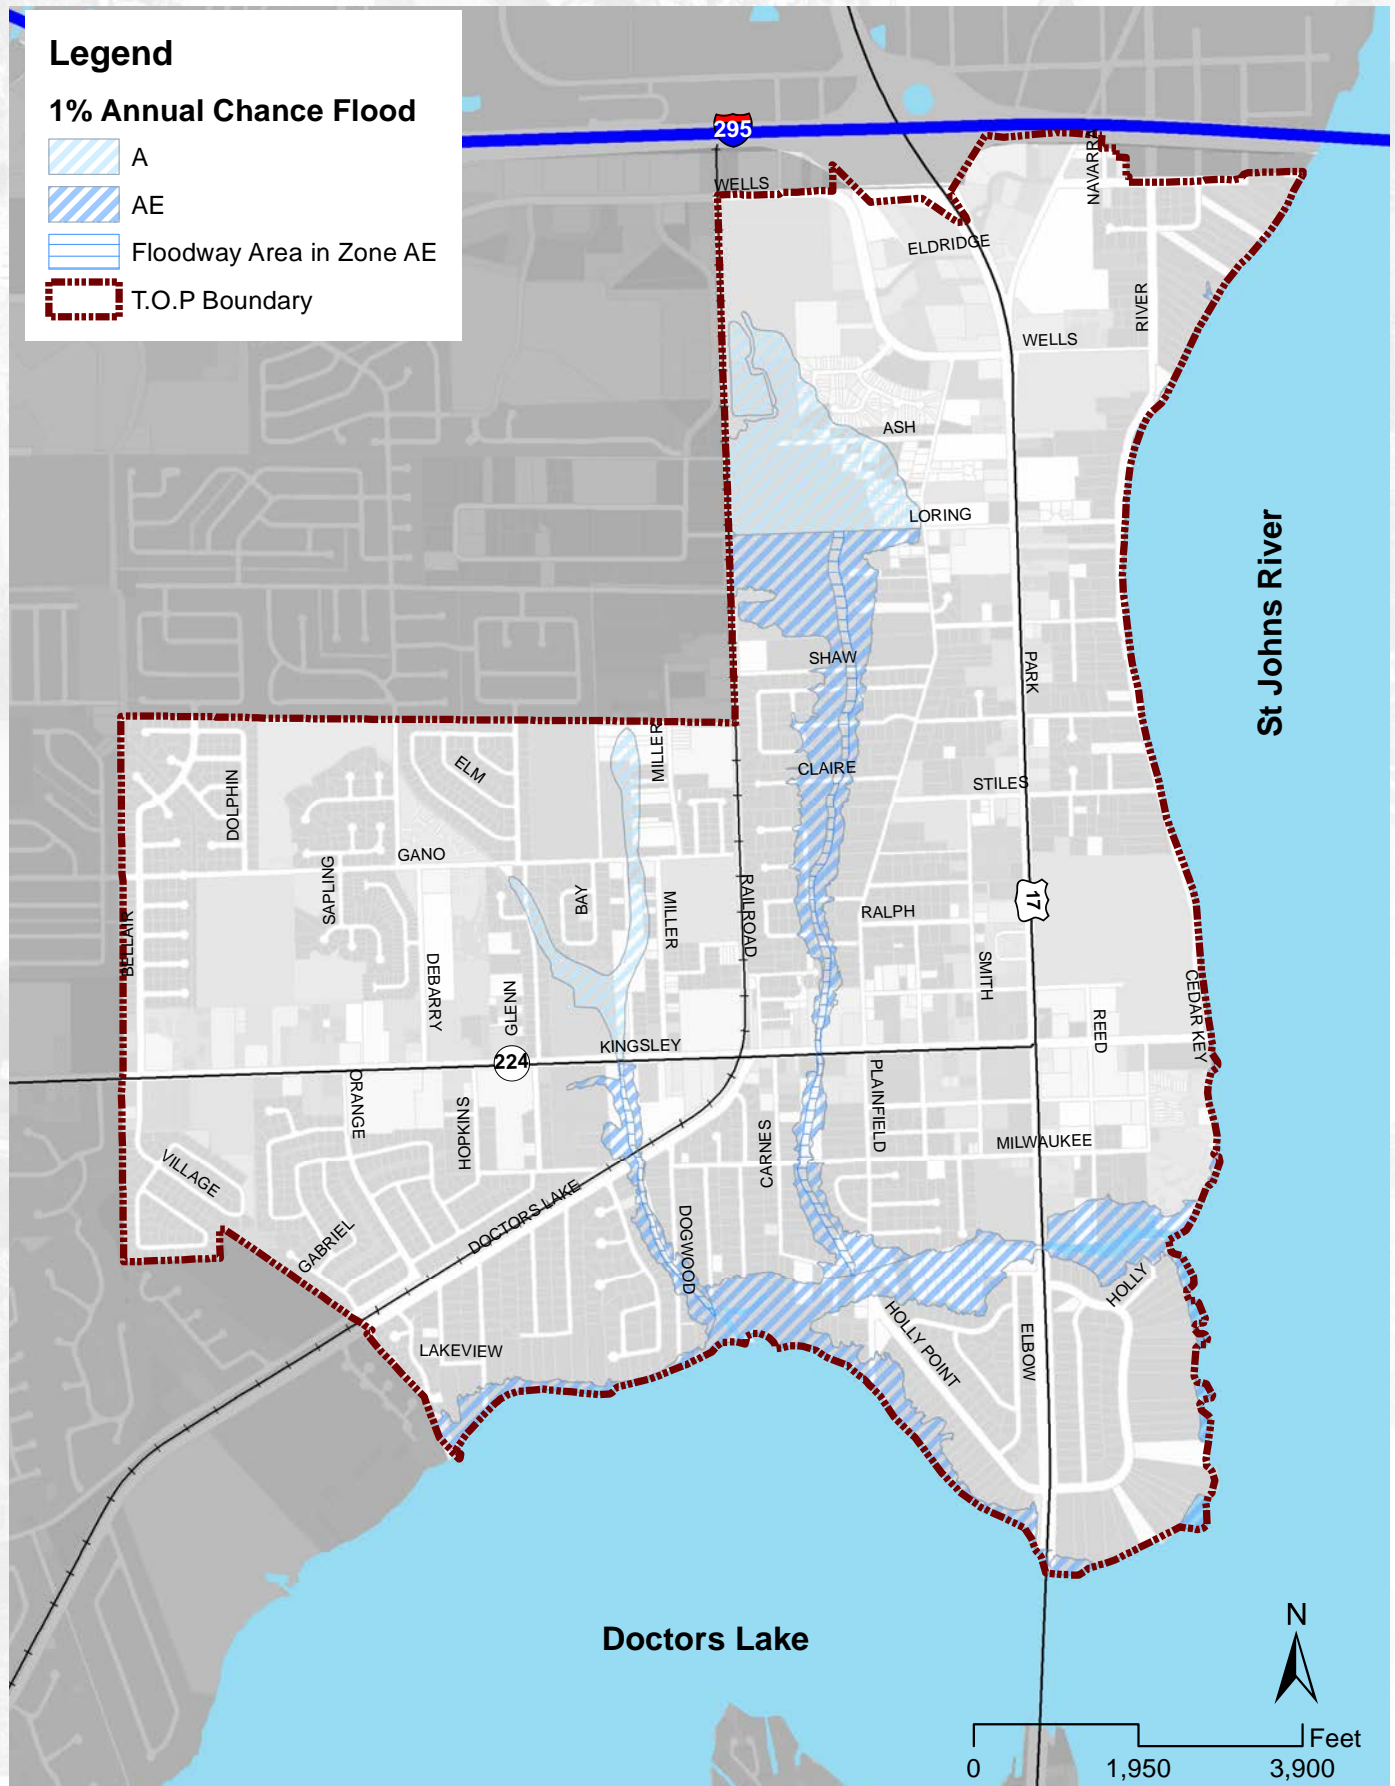 Legend
1% Annual Chance Flood
A
AE
Floodway Area in Zone AE
T.O.P Boundary
295
WELLS
NAVARRA
ELDRIDGE
RIVER
WELLS
ASH
LORING
St Johns River
SHAW
PARK
MILLER
ELM
CLAIRE
STILES
DOLPHIN
GANO
SAPLING
BAY
MILLER
RAILROAD
RALPH
17
BELLAIR
DEBARRY
GLENN
SMITH
CEDAR KEY
REED
KINGSLEY
224
ORANGE
HOPKINS
PLAINFIELD
CARNES
MILWAUKEE
VILLAGE
GABRIEL
DOCTORS LAKE
DOGWOOD
HOLLY
HOLLY POINT
ELBOW
LAKEVIEW
Doctors Lake
N
Feet
0 1,950 3,900